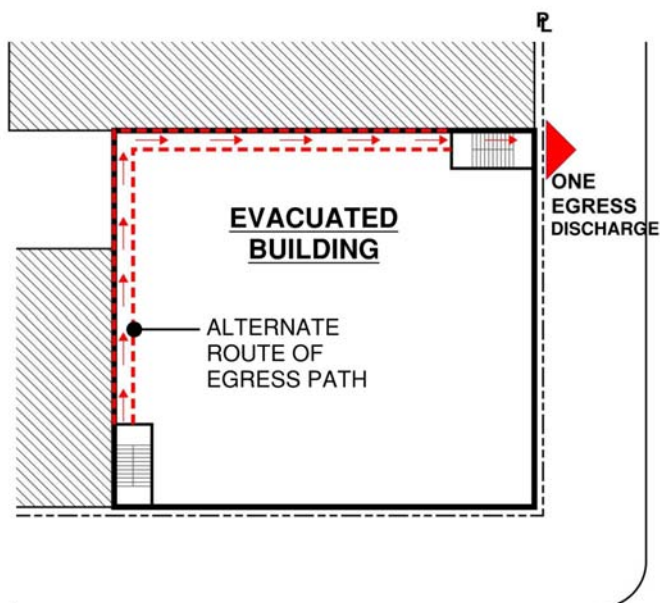 PL
ONE
EGRESS
DISCHARGE
EVACUATED
BUILDING
ALTERNATE
ROUTE OF
EGRESS PATH